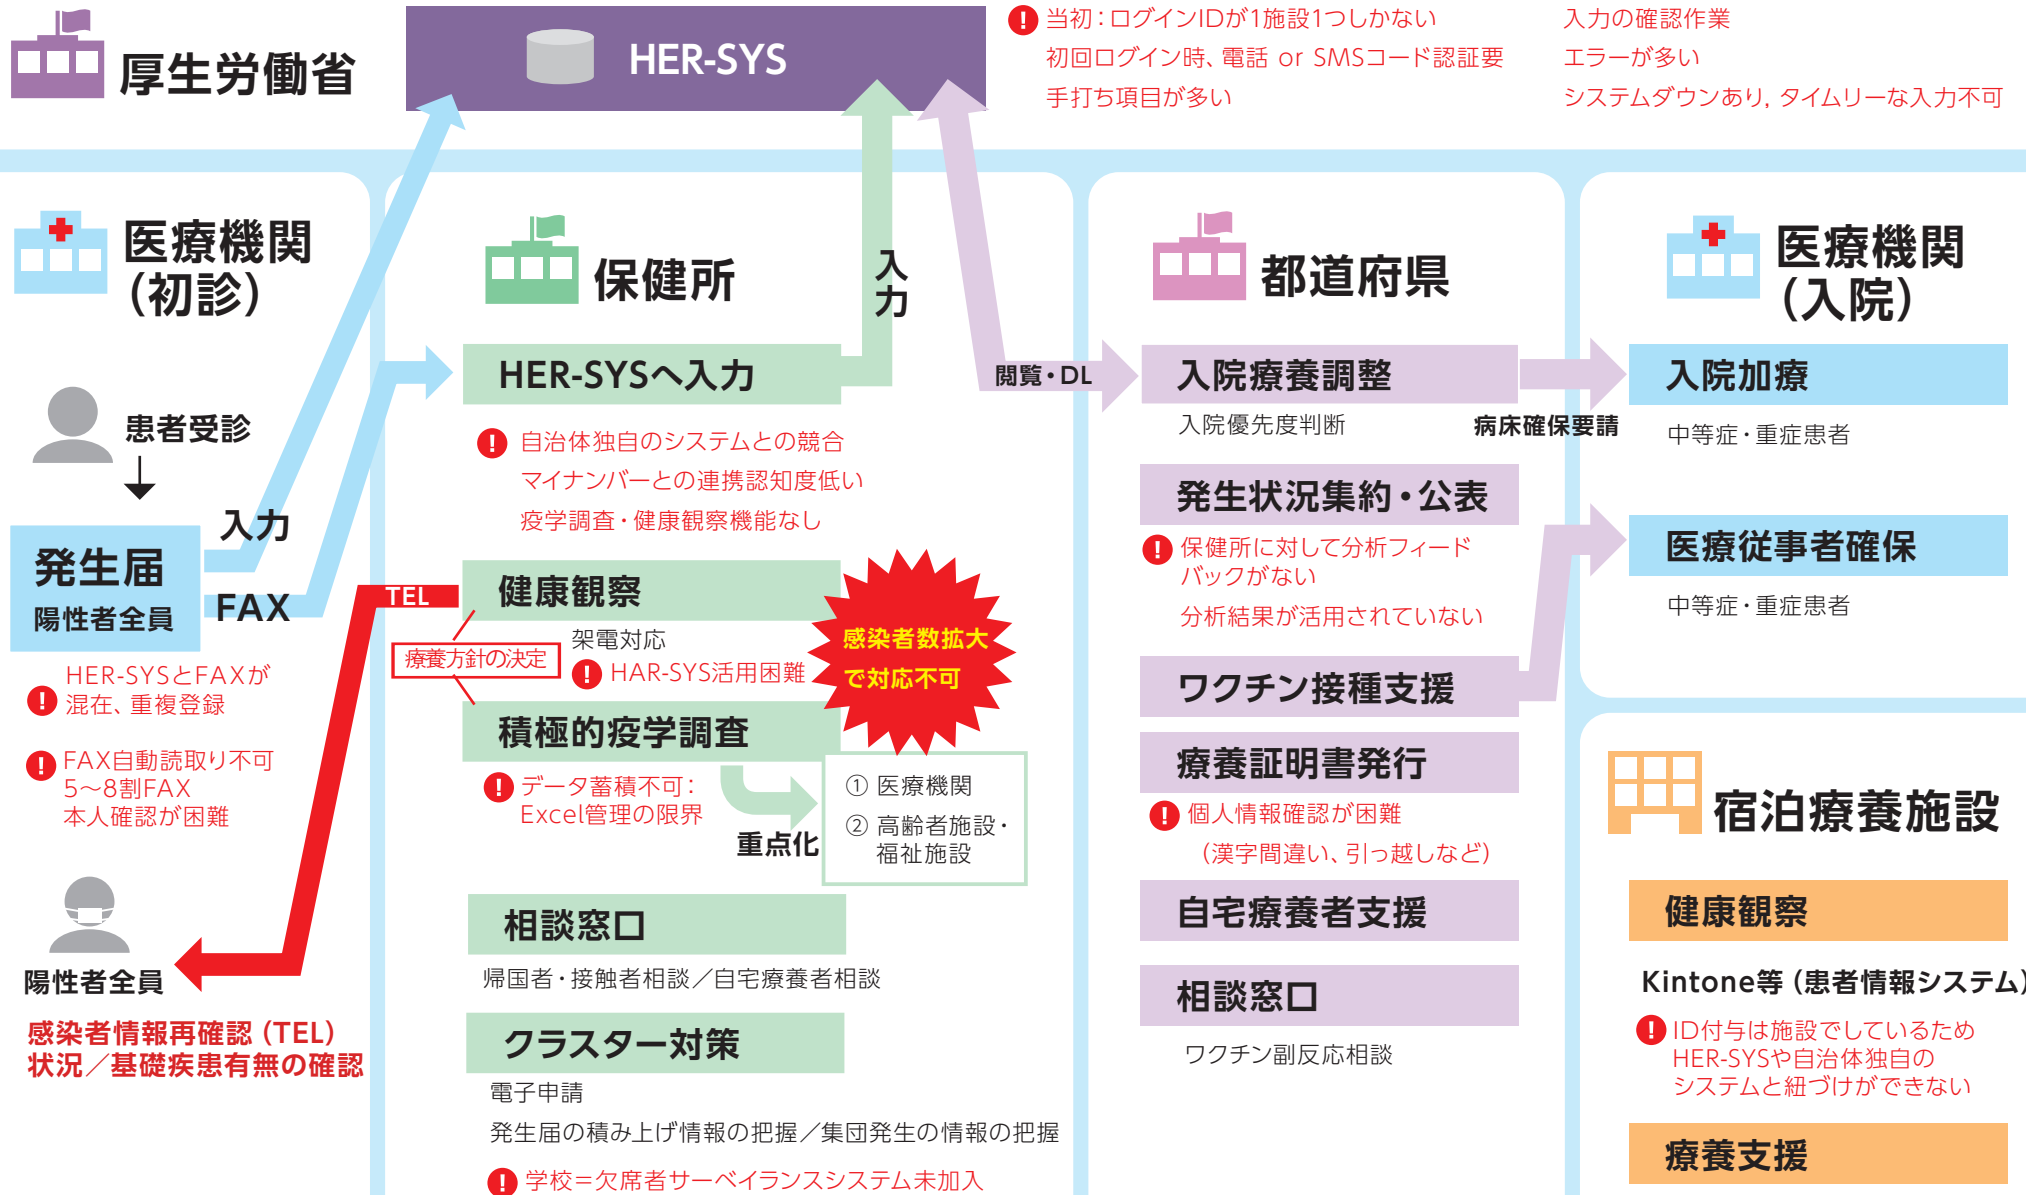 厚生労働省
HER-SYS
当初：ログインIDが1施設1つしかない
初回ログイン時、電話 or SMSコード認証要
手打ち項目が多い
入力の確認作業
エラーが多い
システムダウンあり, タイムリーな入力不可
医療機関
（初診）
患者受診
発生届
陽性者全員
入力
FAX
HER-SYSとFAXが
混在、重複登録
FAX自動読取り不可
5〜8割FAX
本人確認が困難
陽性者全員
感染者情報再確認（TEL）
状況／基礎疾患有無の確認
保健所
入力
HER-SYSへ入力
自治体独自のシステムとの競合
マイナンバーとの連携認知度低い
疫学調査・健康観察機能なし
TEL
健康観察
架電対応
HAR-SYS活用困難
療養方針の決定
感染者数拡大
で対応不可
積極的疫学調査
データ蓄積不可：
Excel管理の限界
重点化
① 医療機関
② 高齢者施設・
福祉施設
相談窓口
帰国者・接触者相談／自宅療養者相談
クラスター対策
電子申請
発生届の積み上げ情報の把握／集団発生の情報の把握
学校＝欠席者サーベイランスシステム未加入
都道府県
閲覧・DL
入院療養調整
入院優先度判断
病床確保要請
発生状況集約・公表
保健所に対して分析フィード
バックがない
分析結果が活用されていない
ワクチン接種支援
療養証明書発行
個人情報確認が困難
（漢字間違い、引っ越しなど）
自宅療養者支援
相談窓口
ワクチン副反応相談
医療機関
（入院）
入院加療
中等症・重症患者
医療従事者確保
中等症・重症患者
宿泊療養施設
健康観察
Kintone等（患者情報システム）
ID付与は施設でしているため
HER-SYSや自治体独自の
システムと紐づけができない
療養支援